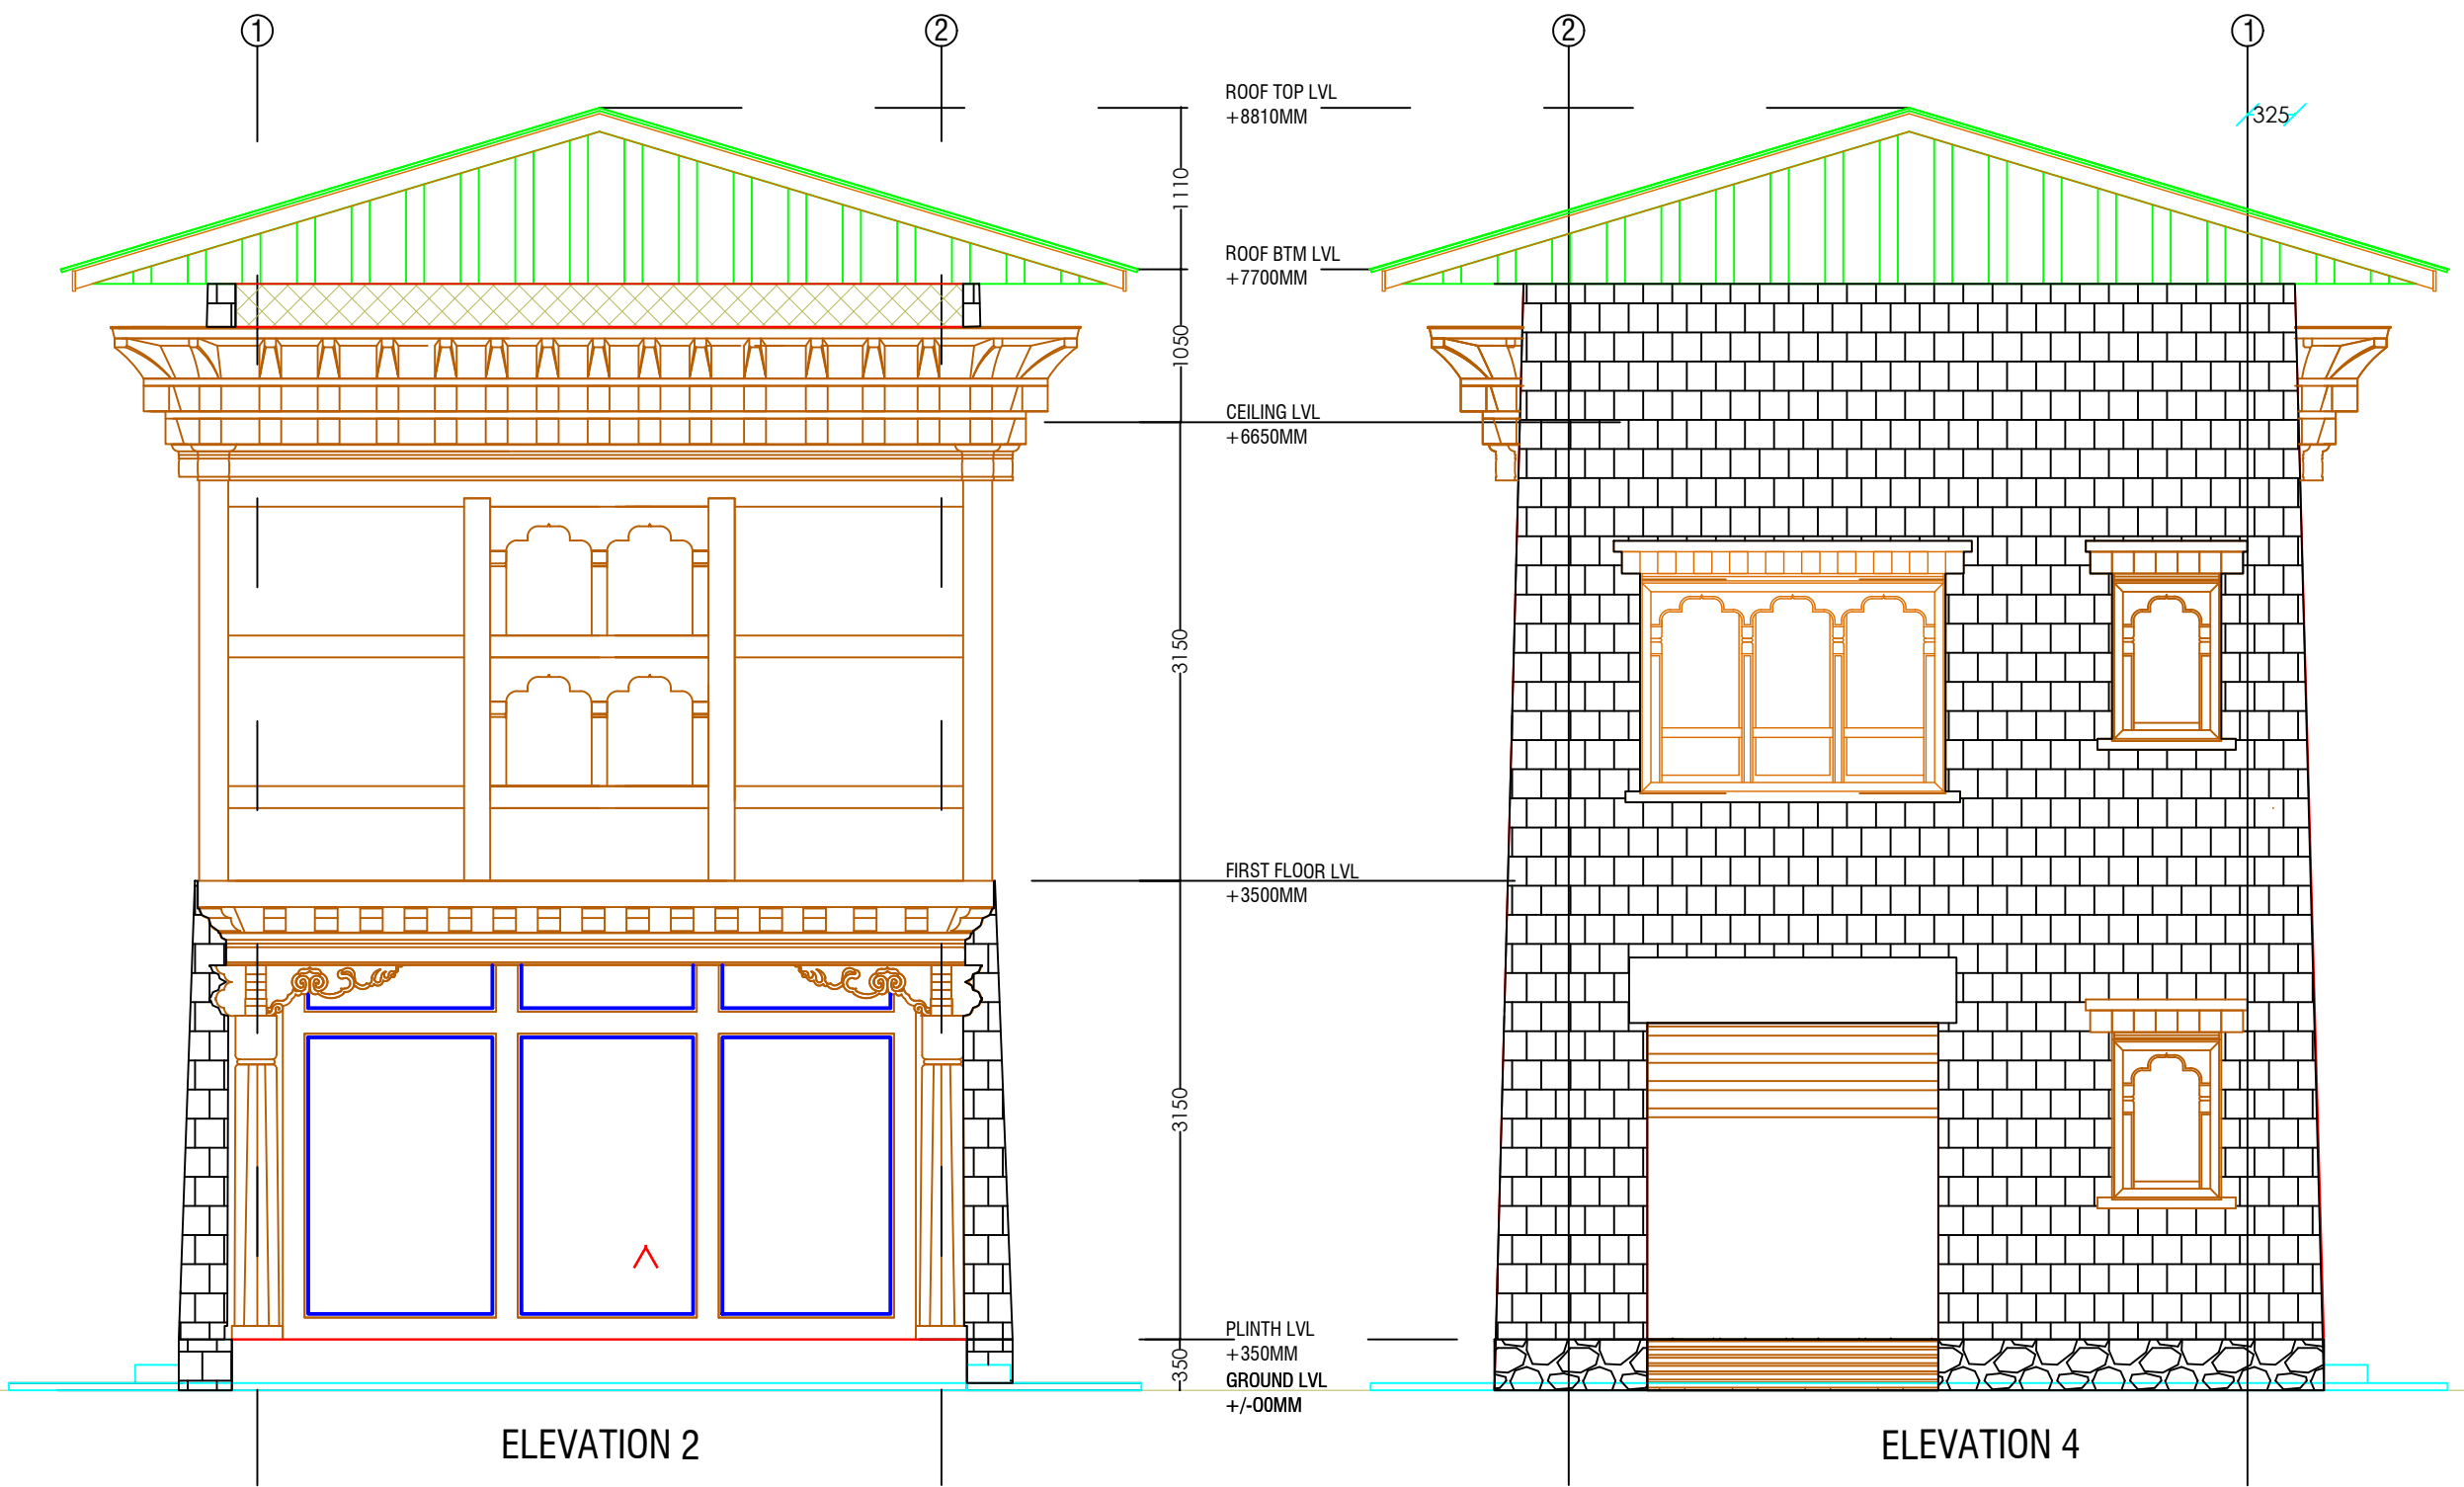 1
2
2
1
ROOF TOP LVL
+8810MM
325
1110
ROOF BTM LVL
+7700MM
1050
CEILING LVL
+6650MM
3150
FIRST FLOOR LVL
+3500MM
3150
PLINTH LVL
+350MM
350
GROUND LVL
+/-00MM
ELEVATION 2
ELEVATION 4